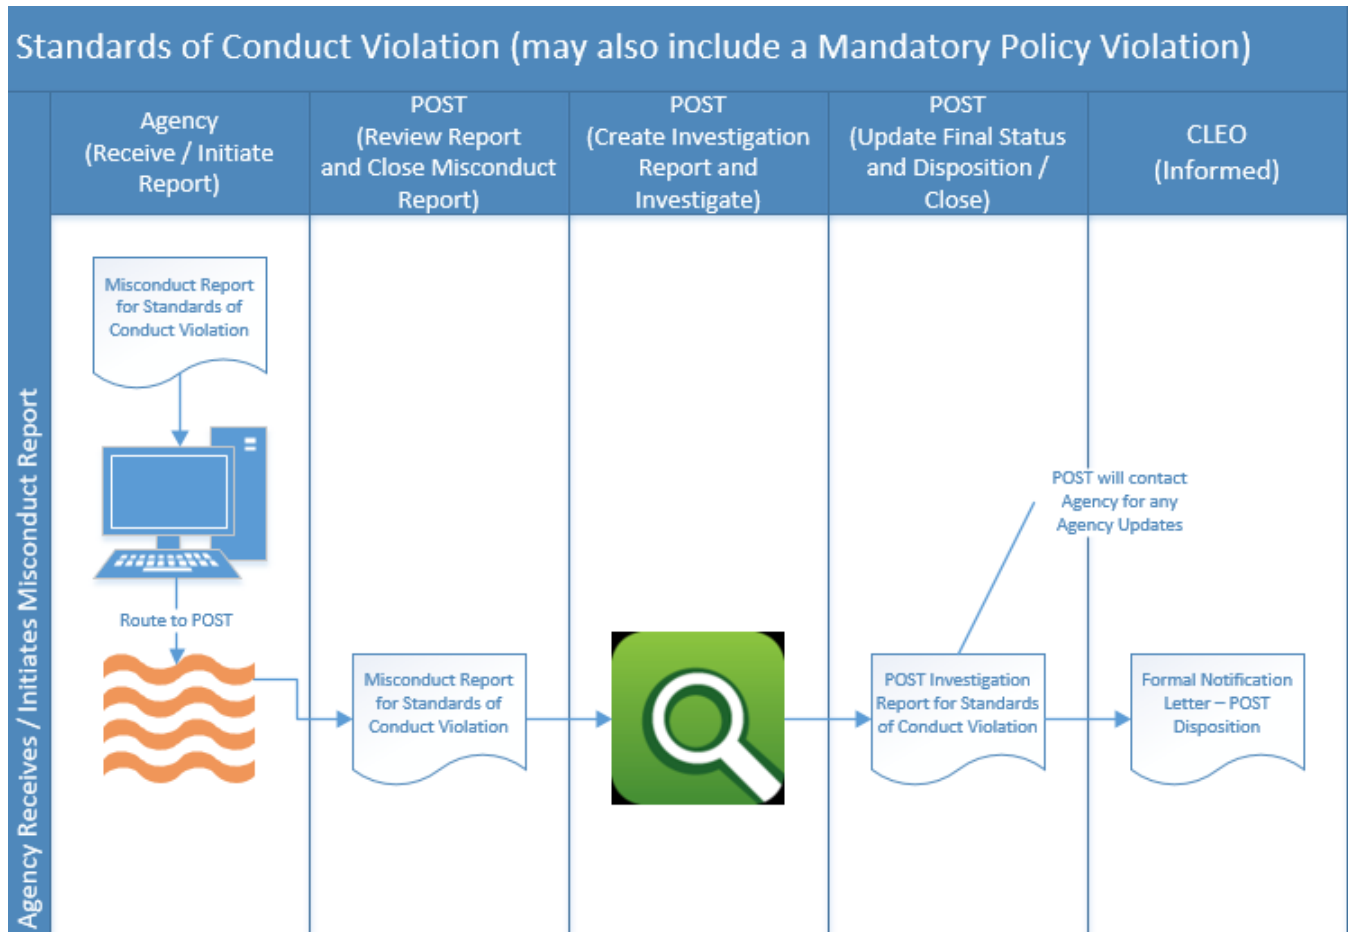 Standards of Conduct Violation (may also include a Mandatory Policy Violation)
Agency Receives / Initiates Misconduct Report
Agency
(Receive / Initiate
Report)
POST
(Review Report
and Close Misconduct
Report)
POST
(Create Investigation
Report and
Investigate)
POST
(Update Final Status
and Disposition /
Close)
CLEO
(Informed)
Misconduct Report
for Standards of
Conduct Violation
Route to POST
Misconduct Report
for Standards of
Conduct Violation
POST will contact
Agency for any
Agency Updates
POST Investigation
Report for Standards
of Conduct Violation
Formal Notification
Letter – POST
Disposition